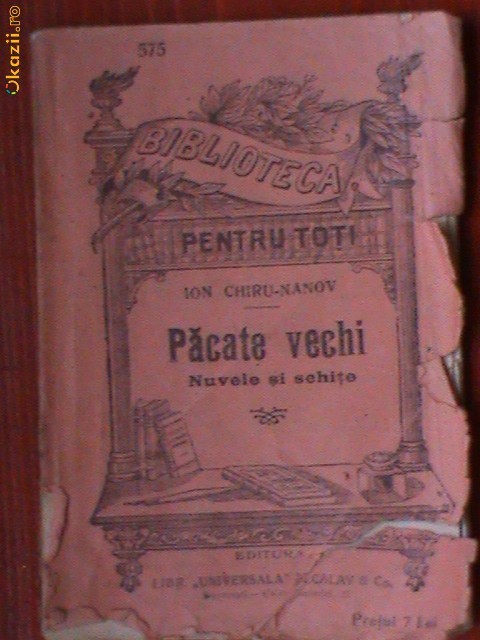 Okazii.ro
575
BIBLIOTECA
PENTRU TOȚI
ION CHIRU-NANOV
Păcate vechi
Nuvele și schițe
EDITURA
LIBR. „UNIVERSALA" ALCALAY & Co.
Prețul 7 Lei